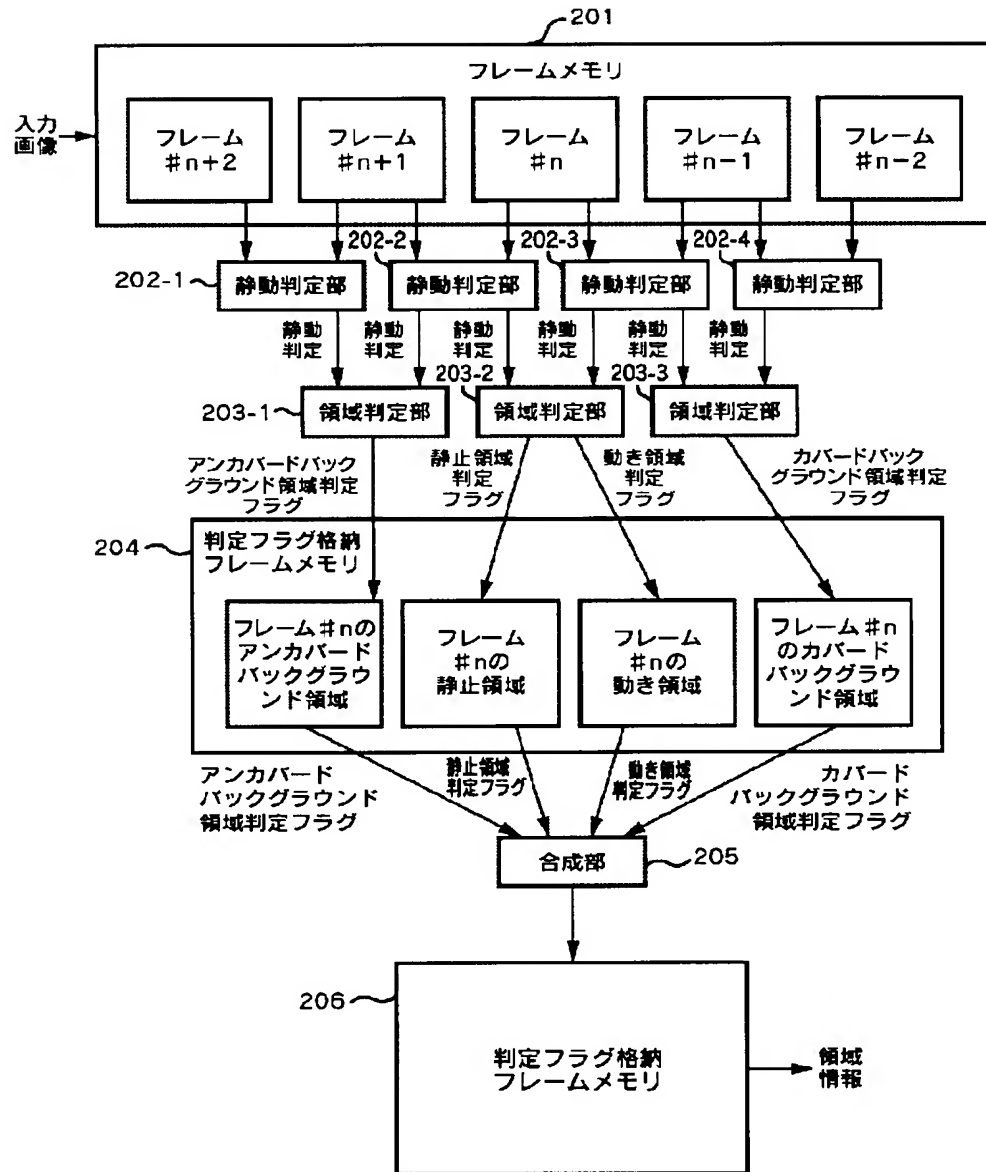 201
フレームメモリ
入力
画像
フレーム
#n+2
フレーム
#n+1
フレーム
#n
フレーム
#n-1
フレーム
#n-2
202-1
202-2
202-3
202-4
静動判定部
静動判定部
静動判定部
静動判定部
静動
判定
静動
判定
静動
判定
静動
判定
静動
判定
静動
判定
203-1
203-2
203-3
領域判定部
領域判定部
領域判定部
アンカバードバック
グラウンド領域判定
フラグ
静止領域
判定
フラグ
動き領域
判定
フラグ
カバードバック
グラウンド領域判定
フラグ
204
判定フラグ格納
フレームメモリ
フレーム#nの
アンカバード
バックグラウ
ンド領域
フレーム
#nの
静止領域
フレーム
#nの
動き領域
フレーム#n
のカバード
バックグラウ
ンド領域
アンカバード
バックグラウンド
領域判定フラグ
静止領域
判定フラグ
動き領域
判定フラグ
カバード
バックグラウンド
領域判定フラグ
合成部
205
206
判定フラグ格納
フレームメモリ
領域
情報